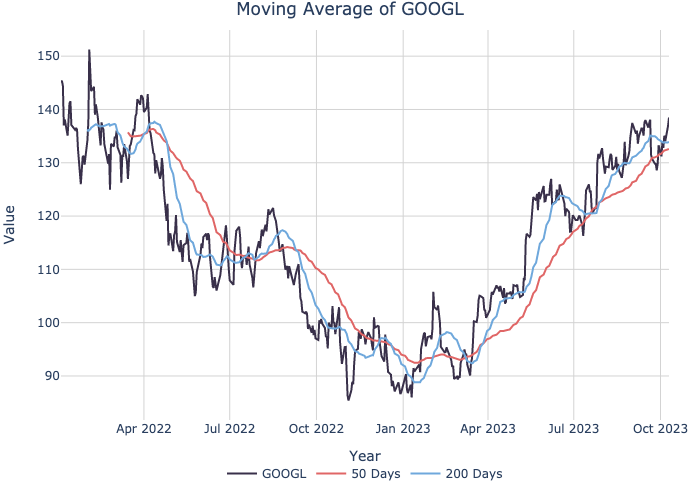 Moving Average of GOOGL
150
140
130
120
110
100
90
Value
Apr 2022 Jul 2022 Oct 2022 Jan 2023 Apr 2023 Jul 2023 Oct 2023
Year
GOOGL 50 Days 200 Days